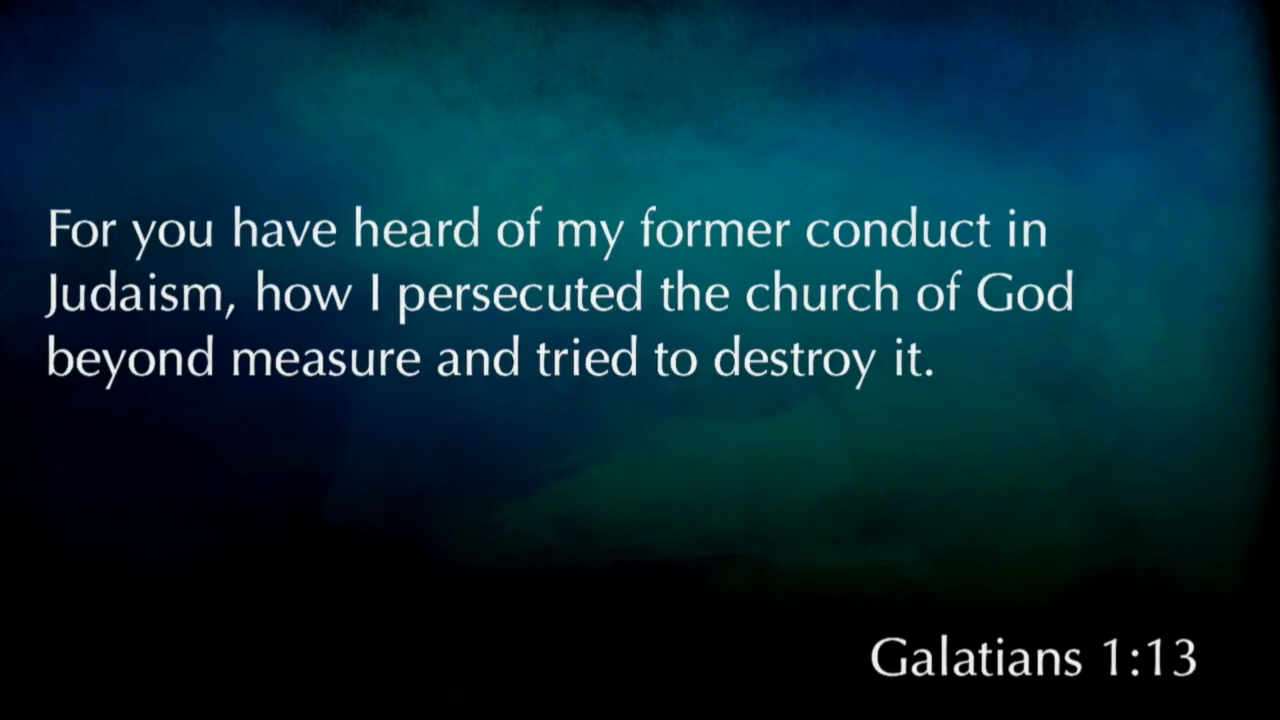 For you have heard of my former conduct in
Judaism, how I persecuted the church of God
beyond measure and tried to destroy it.
Galatians 1:13